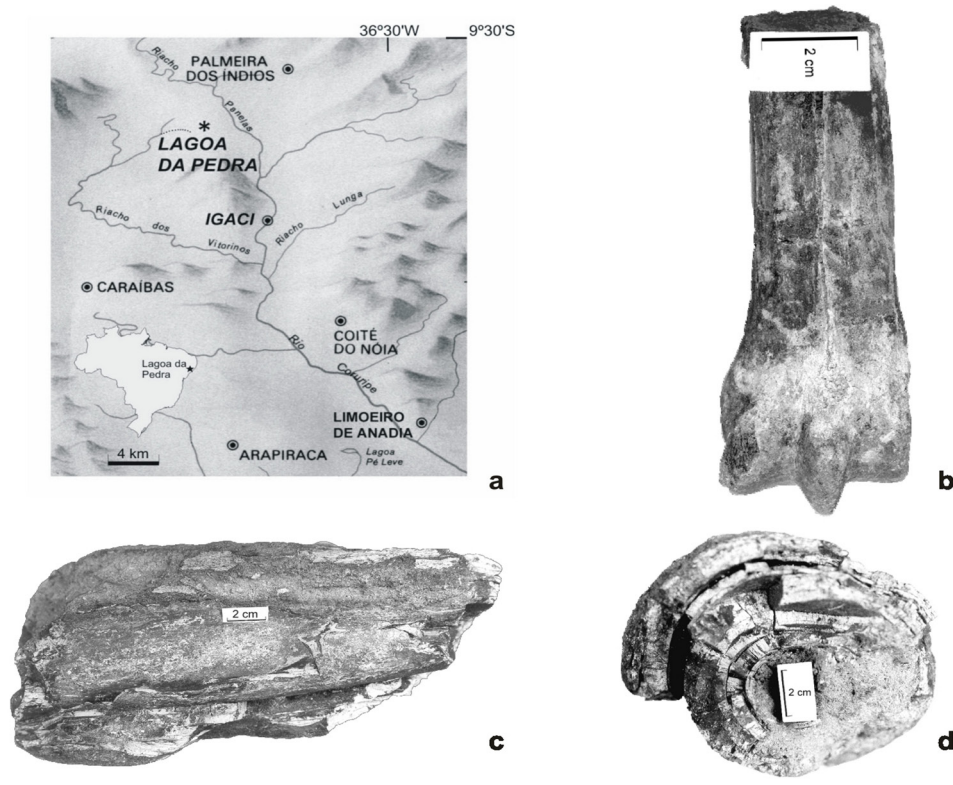 36º30'W
9º30'S
Riacho
PALMEIRA
DOS ÍNDIOS
Panelas
*
LAGOA
DA PEDRA
IGACI
Riacho Lunga
Riacho dos Vitorinos
CARAÍBAS
Lagoa da
Pedra
COITÉ
DO NÓIA
Rio Coruripe
LIMOEIRO
DE ANADIA
ARAPIRACA
Lagoa
Pé Leve
4 km
a
2 cm
b
2 cm
c
2 cm
d